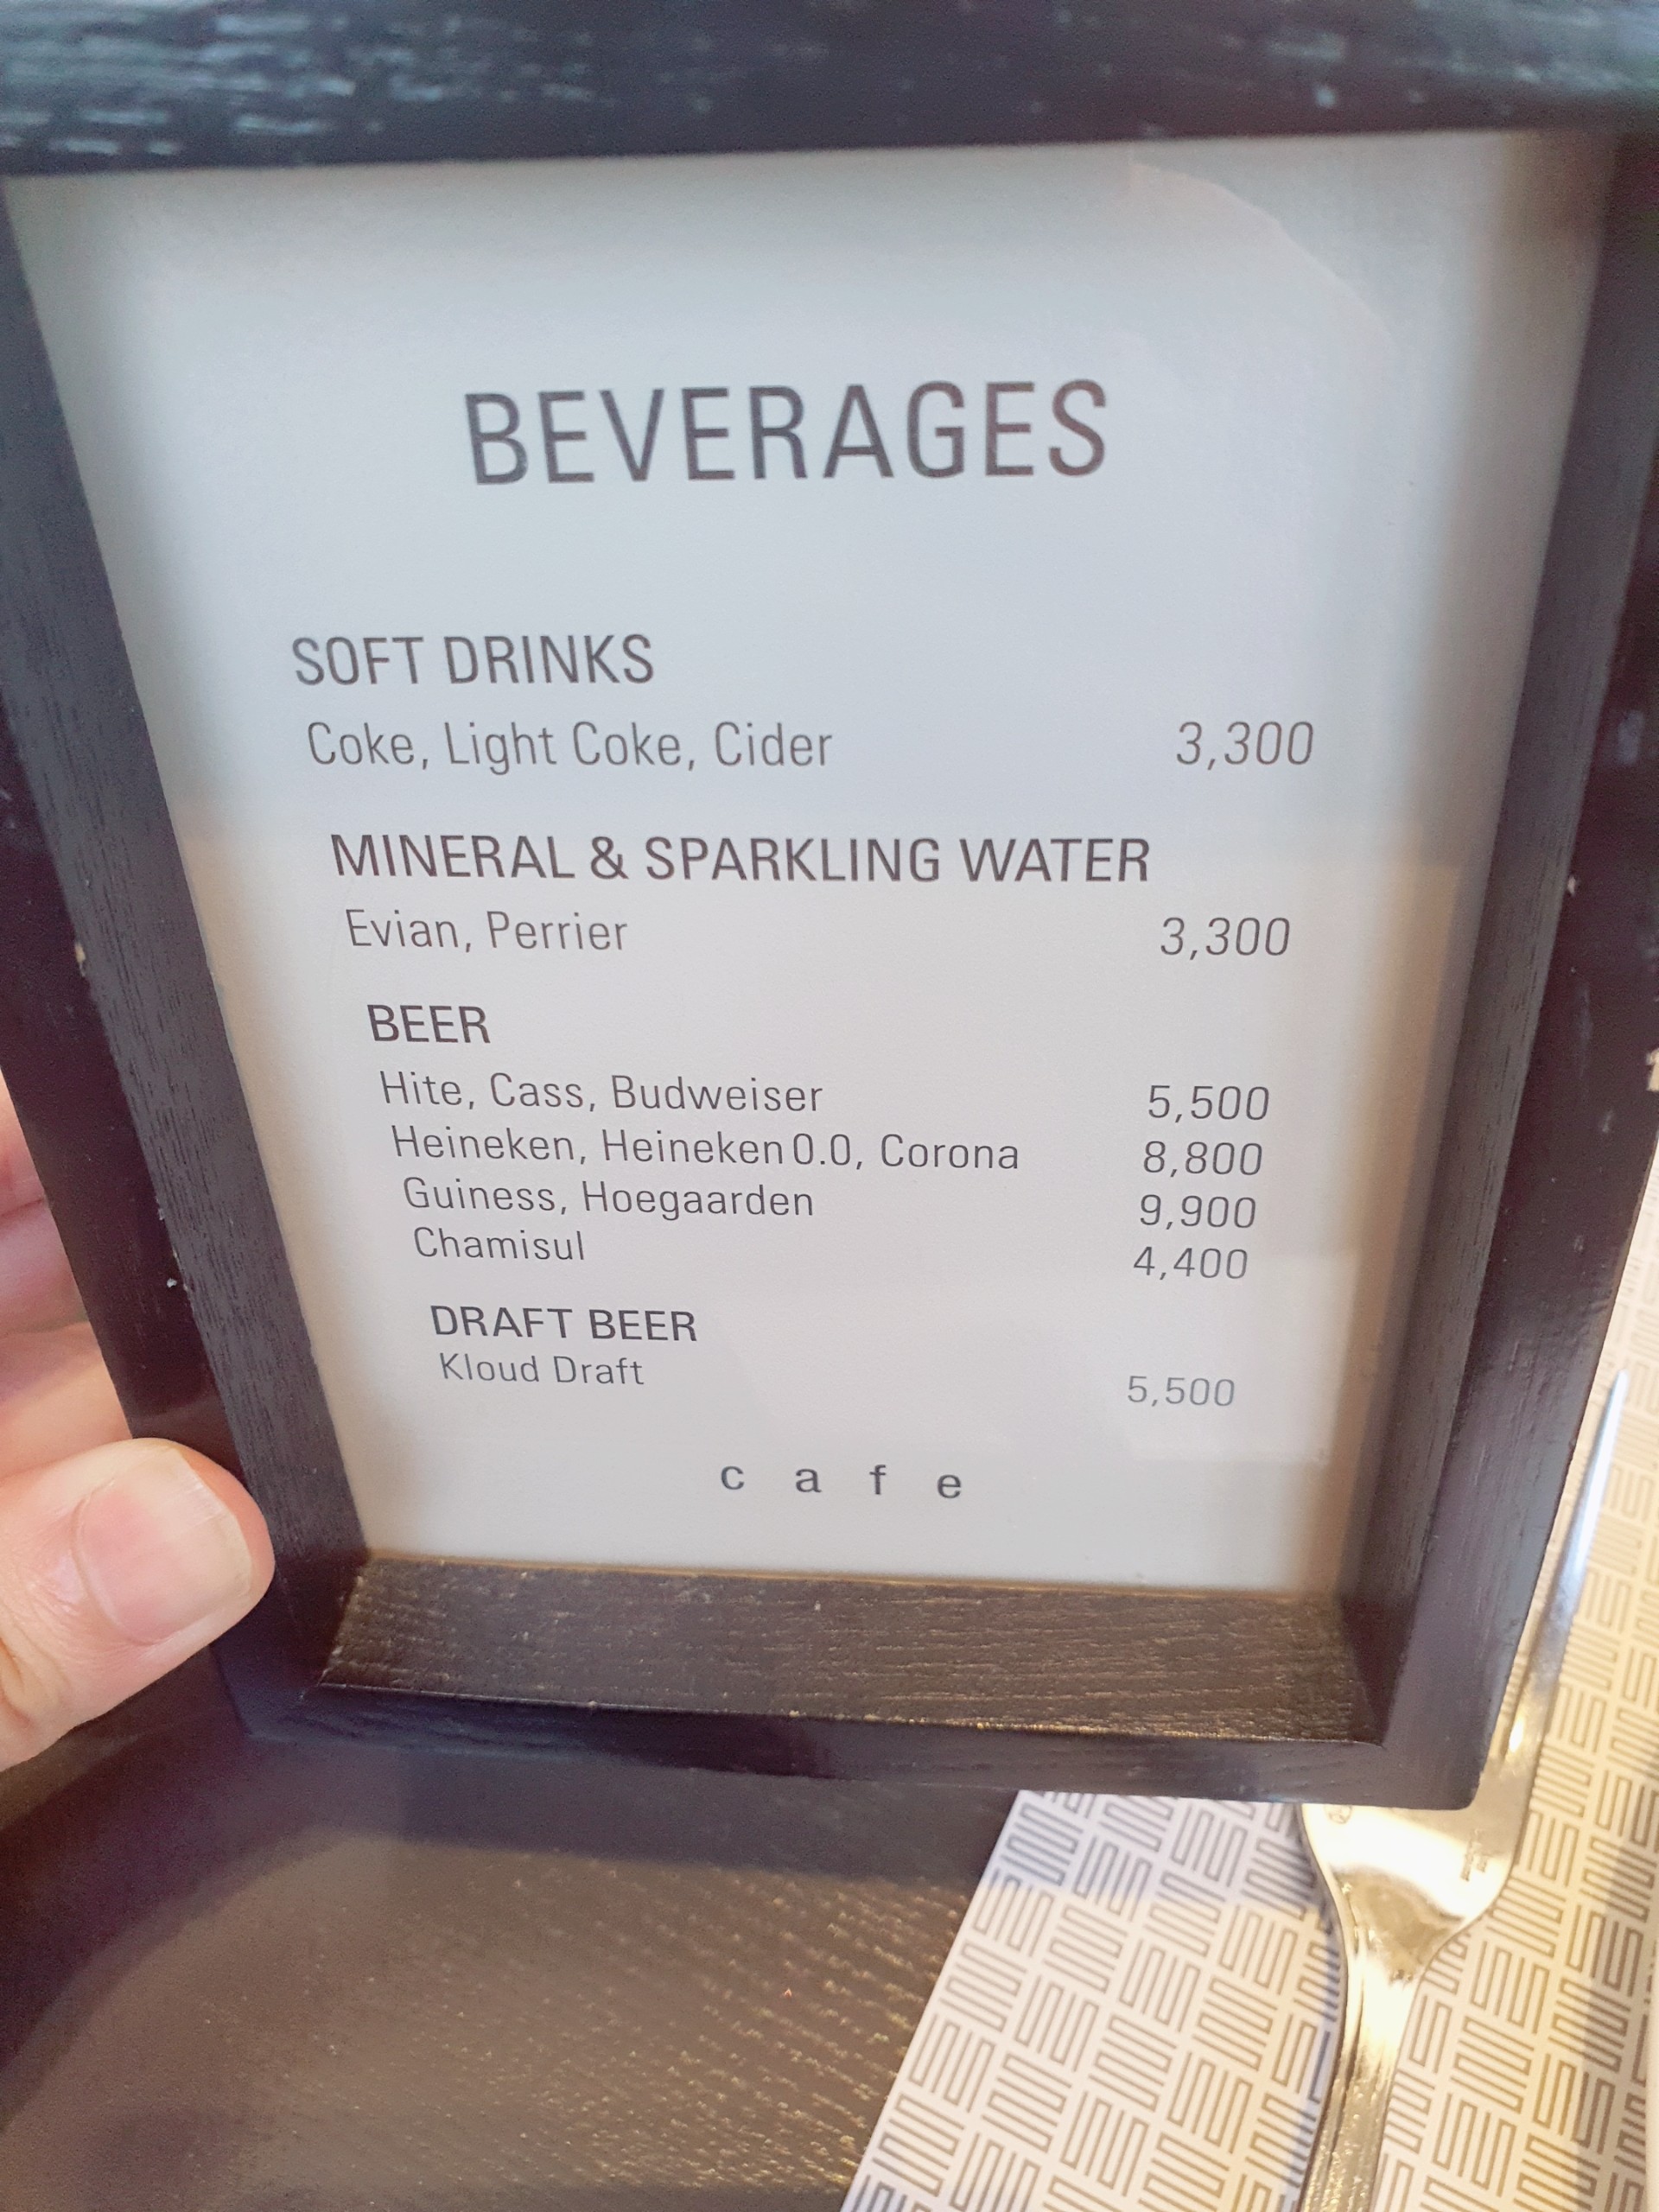 BEVERAGES
SOFT DRINKS
Coke, Light Coke, Cider 3,300
MINERAL & SPARKLING WATER
Evian, Perrier 3,300
BEER
Hite, Cass, Budweiser 5,500
Heineken, Heineken 0.0, Corona 8,800
Guiness, Hoegaarden 9,900
Chamisul 4,400
DRAFT BEER
Kloud Draft 5,500
c a f e